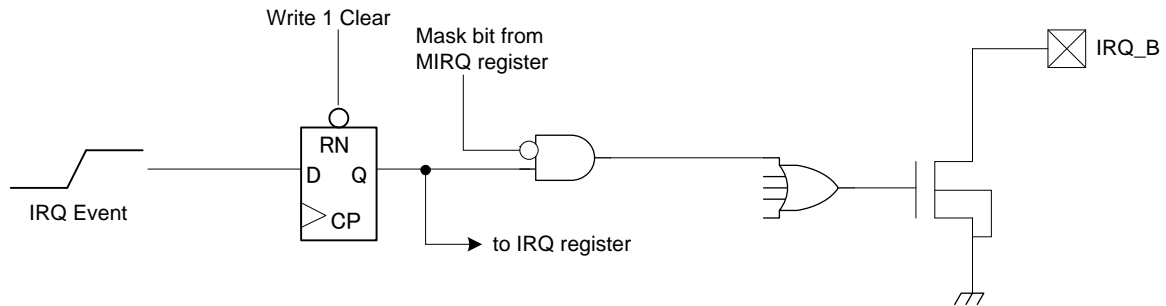 Write 1 Clear
Mask bit from
MIRQ register
IRQ_B
RN
D Q
CP
IRQ Event
to IRQ register